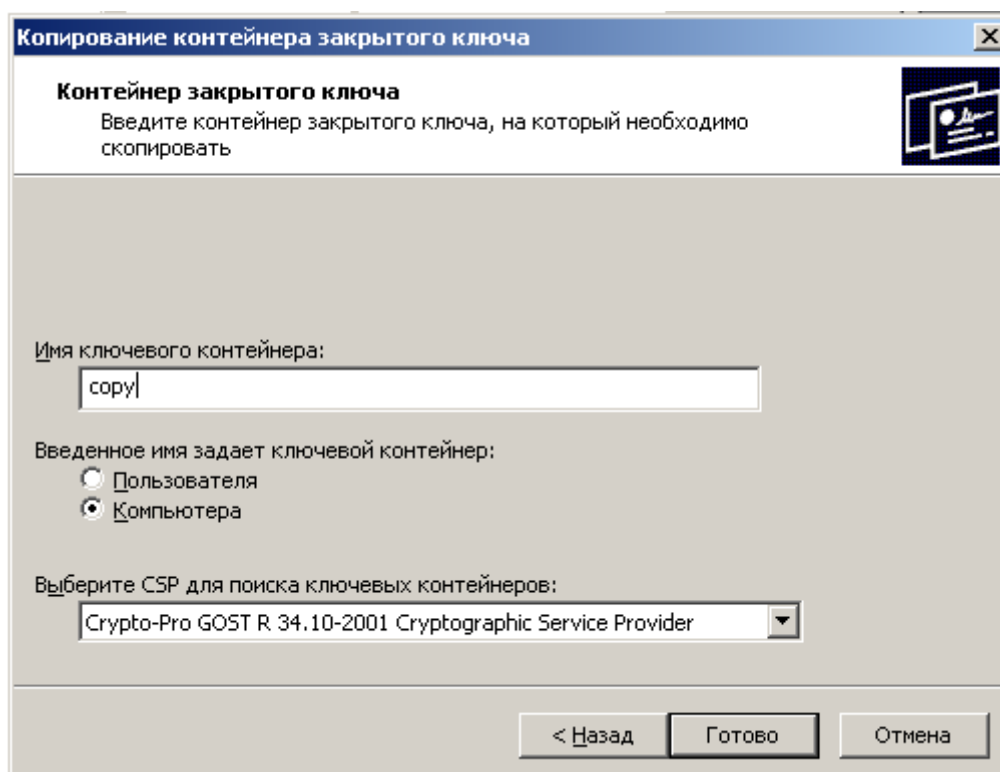 Копирование контейнера закрытого ключа
Контейнер закрытого ключа
Введите контейнер закрытого ключа, на который необходимо
скопировать
Имя ключевого контейнера:
copy
Введенное имя задает ключевой контейнер:
Пользователя
Компьютера
Выберите CSP для поиска ключевых контейнеров:
Crypto-Pro GOST R 34.10-2001 Cryptographic Service Provider
< Назад Готово Отмена